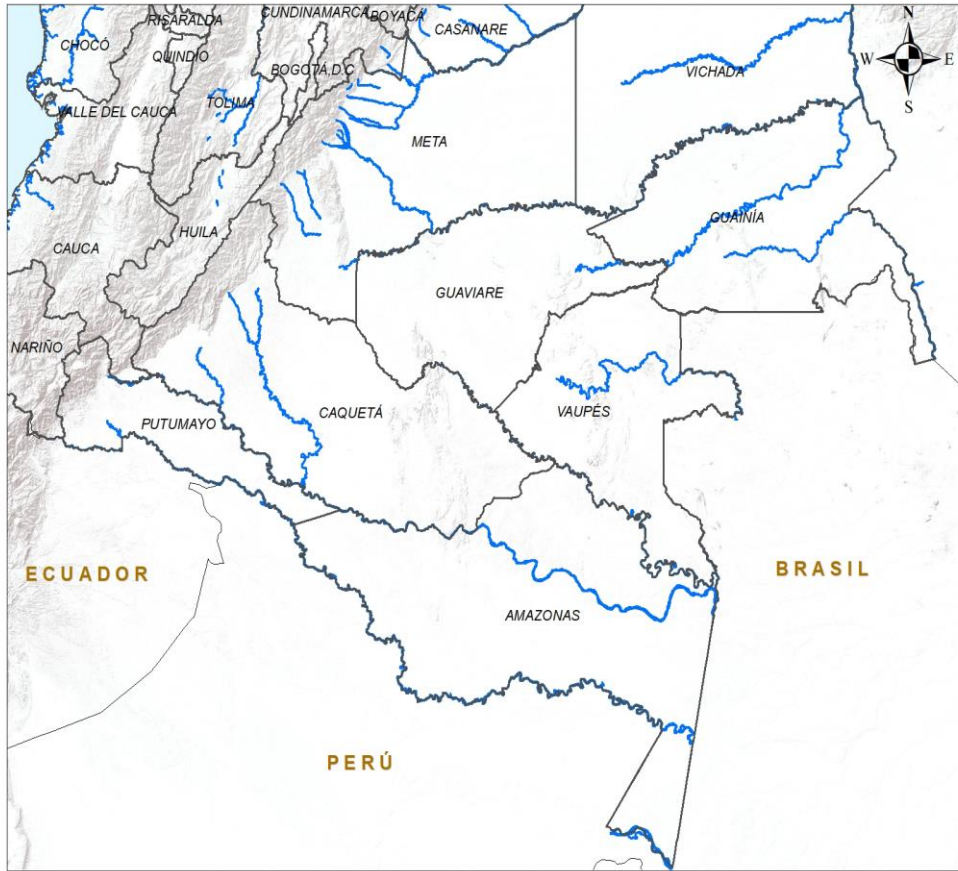 CUNDINAMARCA
BOYACÁ
RISARALDA
N
CASANARE
CHOCÓ
QUINDIO
W
E
BOGOTÁ,D.C
VICHADA
S
TOLIMA
VALLE DEL CAUCA
META
GUAINÍA
HUILA
CAUCA
GUAVIARE
NARIÑO
VAUPÉS
CAQUETÁ
PUTUMAYO
BRASIL
ECUADOR
AMAZONAS
PERÚ